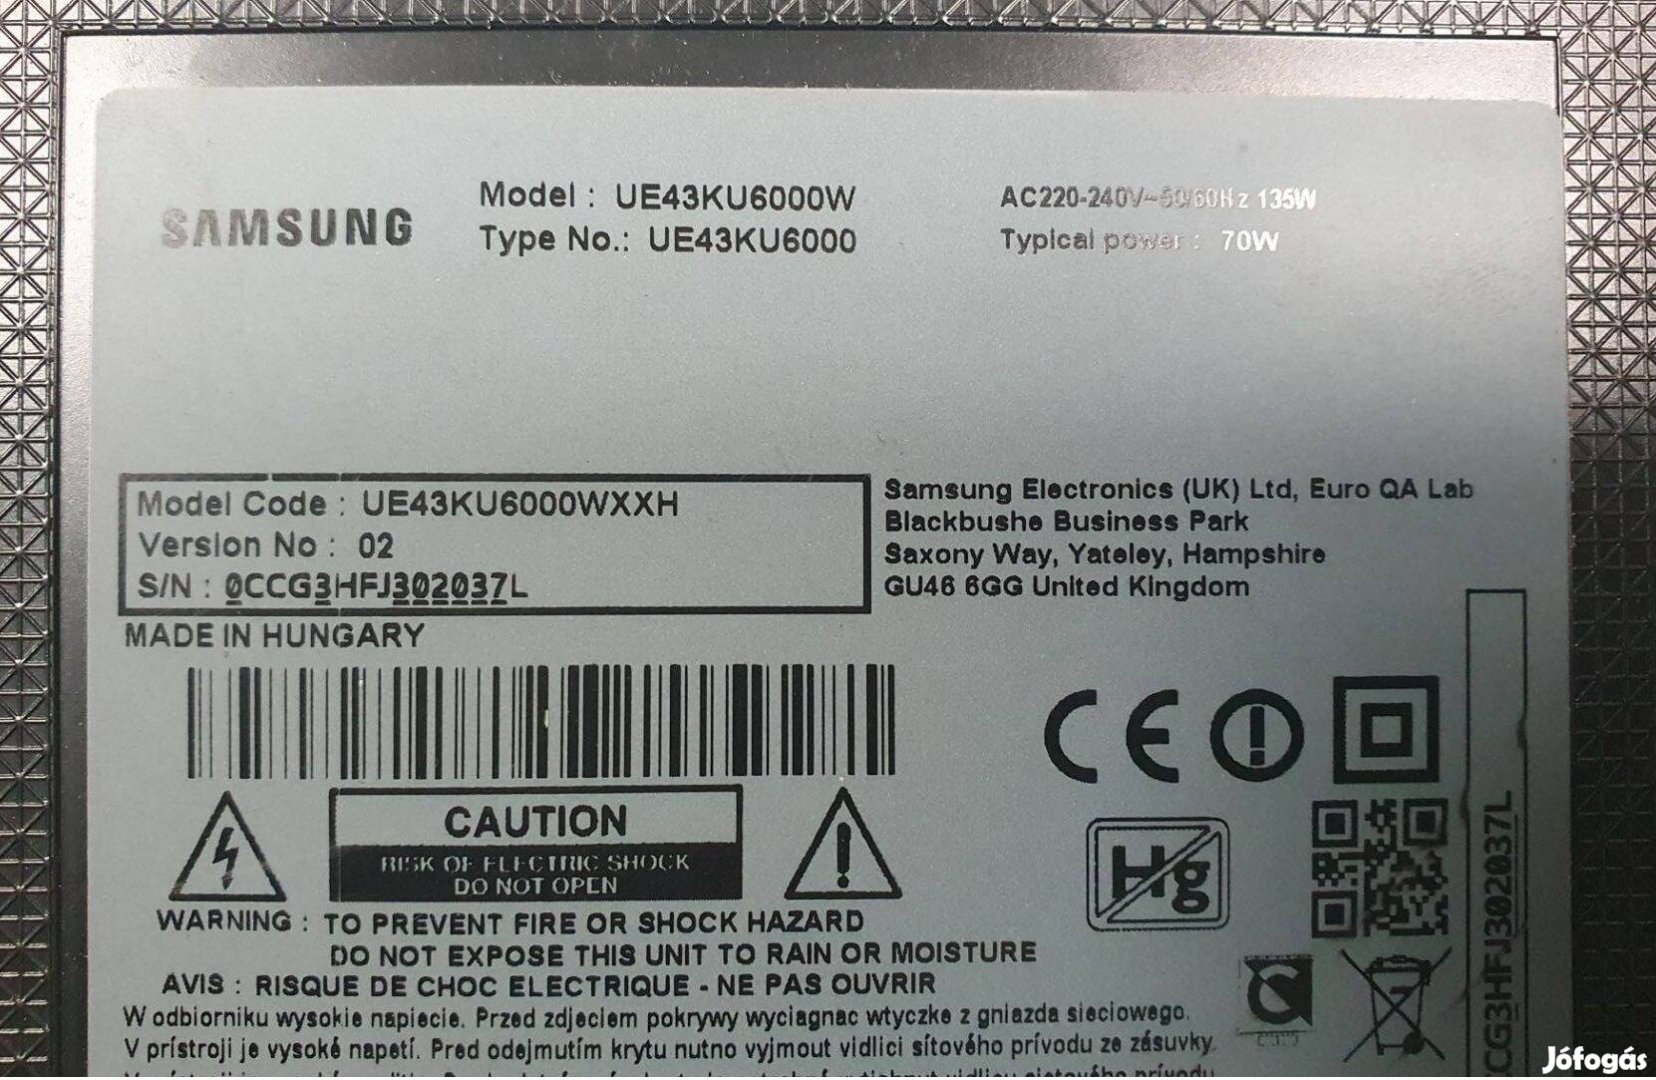 SAMSUNG
Model : UE43KU6000W
Type No.: UE43KU6000
AC220-240V~50/60Hz 135W
Typical power : 70W
Model Code : UE43KU6000WXXH
Version No : 02
S/N : 0CCG3HFJ302037L
MADE IN HUNGARY
Samsung Electronics (UK) Ltd, Euro QA Lab
Blackbushe Business Park
Saxony Way, Yateley, Hampshire
GU46 6GG United Kingdom
CE
CAUTION
RISK OF ELECTRIC SHOCK
DO NOT OPEN
Hg
WARNING : TO PREVENT FIRE OR SHOCK HAZARD
DO NOT EXPOSE THIS UNIT TO RAIN OR MOISTURE
AVIS : RISQUE DE CHOC ELECTRIQUE - NE PAS OUVRIR
W odbiorniku wysokie napiecie. Przed zdjeciem pokrywy wyciagnac wtyczke z gniazda sieciowego.
V prístroji je vysoké napetí. Pred odejmutím krytu nutno vyjmout vidlici sítového prívodu ze zásuvky.
CCG3HFJ302037L
Jófogás